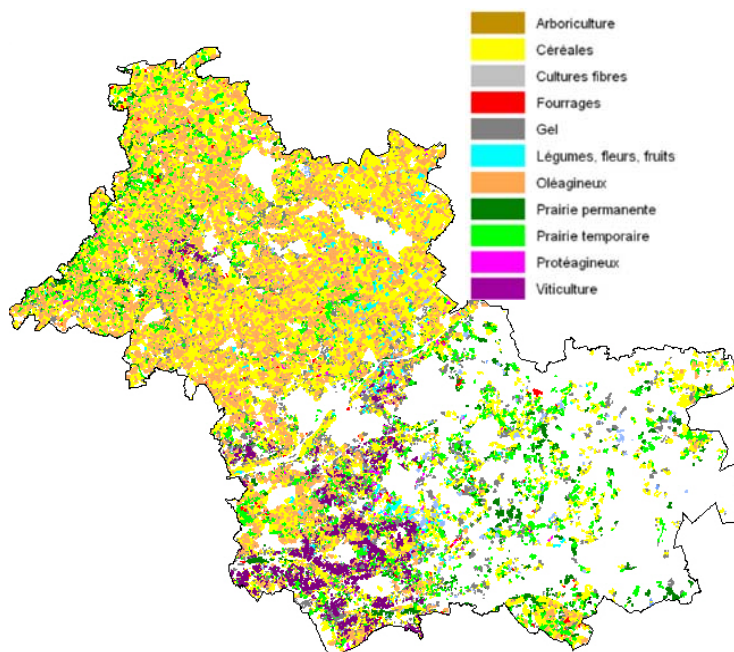 Arboriculture
Céréales
Cultures fibres
Fourrages
Gel
Légumes, fleurs, fruits
Oléagineux
Prairie permanente
Prairie temporaire
Protéagineux
Viticulture